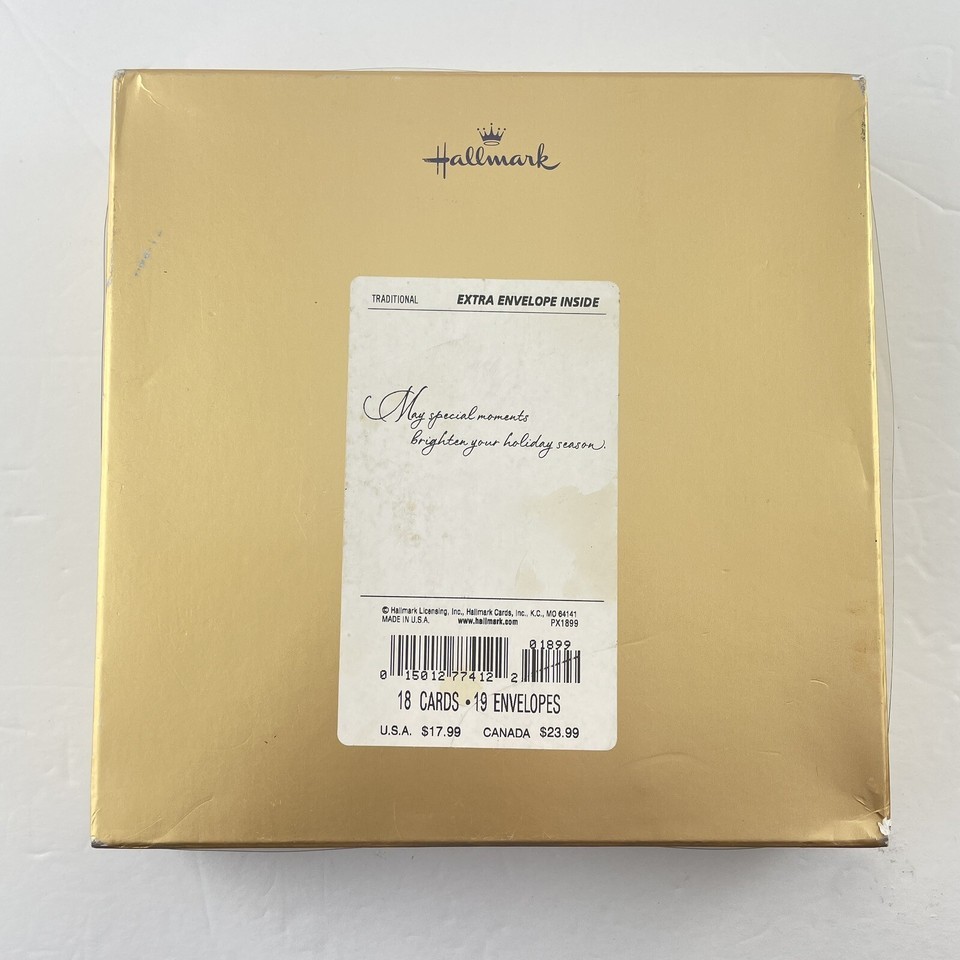 Hallmark
TRADITIONAL EXTRA ENVELOPE INSIDE
May special moments
brighten your holiday season.
© Hallmark Licensing, Inc., Hallmark Cards, Inc., K.C., MO 64141
MADE IN U.S.A. www.hallmark.com PX1899
01899
0 15012 77412 2
18 CARDS • 19 ENVELOPES
U.S.A. $17.99 CANADA $23.99